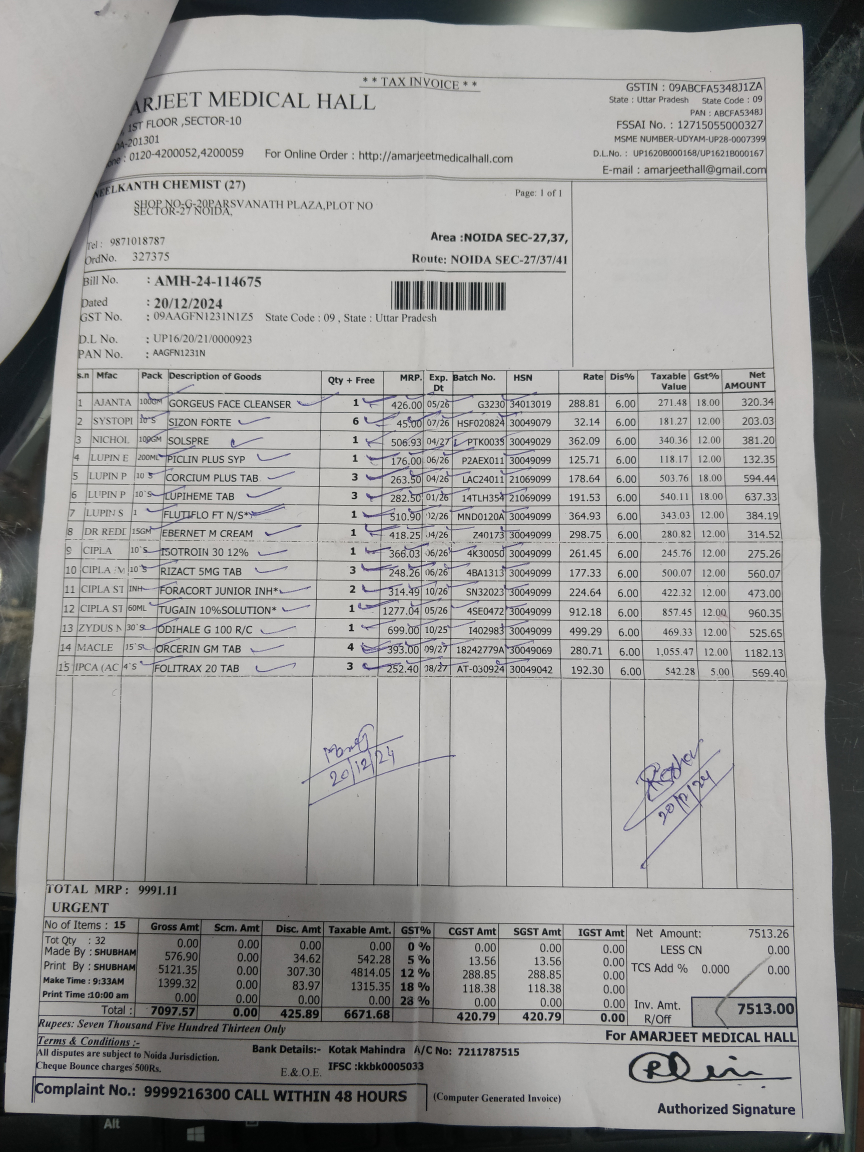 ** TAX INVOICE **
ARJEET MEDICAL HALL
1ST FLOOR ,SECTOR-10
-201301
: 0120-4200052,4200059 For Online Order : http://amarjeetmedicalhall.com
GSTIN : 09ABCFA5348J1ZA
State : Uttar Pradesh State Code : 09
PAN : ABCFA5348J
FSSAI No. : 12715055000327
MSME NUMBER-UDYAM-UP28-0007399
D.L.No. : UP1620B000168/UP1621B000167
E-mail : amarjeethall@gmail.com
EELKANTH CHEMIST (27)
Page: 1 of 1
SHOP NO-G-20PARSVANATH PLAZA,PLOT NO
SECTOR-27 NOIDA,
Tel : 9871018787
Area :NOIDA SEC-27,37,
OrdNo. 327375
Route: NOIDA SEC-27/37/41
Bill No. : AMH-24-114675
Dated : 20/12/2024
GST No. : 09AAGFN1231N1Z5 State Code : 09 , State : Uttar Pradesh
D.L No. : UP16/20/21/0000923
PAN No. : AAGFN1231N
s.n Mfac Pack Description of Goods Qty + Free MRP. Exp. Dt Batch No. HSN Rate Dis% Taxable Value Gst% Net AMOUNT
1 AJANTA 100GM GORGEUS FACE CLEANSER 1 426.00 05/26 G3230 34013019 288.81 6.00 271.48 18.00 320.34
2 SYSTOPI 10`S SIZON FORTE 6 45.00 07/26 HSF020824 30049079 32.14 6.00 181.27 12.00 203.03
3 NICHOL 100GM SOLSPRE 1 506.93 04/27 PTK0035 30049029 362.09 6.00 340.36 12.00 381.20
4 LUPIN E 200ML PICLIN PLUS SYP 1 176.00 06/26 P2AEX011 30049099 125.71 6.00 118.17 12.00 132.35
5 LUPIN P 10`S CORCIUM PLUS TAB 3 263.50 04/26 LAC24011 21069099 178.64 6.00 503.76 18.00 594.44
6 LUPIN P 10`S LUPIHEME TAB 3 282.50 01/26 14TLH354 21069099 191.53 6.00 540.11 18.00 637.33
7 LUPIN S 1 FLUTIFLO FT N/S* 1 510.90 02/26 MND0120A 30049099 364.93 6.00 343.03 12.00 384.19
8 DR REDI 15GM EBERNET M CREAM 1 418.25 04/26 Z40173 30049099 298.75 6.00 280.82 12.00 314.52
9 CIPLA 10`S ISOTROIN 30 12% 1 366.03 06/26 4K30050 30049099 261.45 6.00 245.76 12.00 275.26
10 CIPLA 10`S RIZACT 5MG TAB 3 248.26 06/26 4BA1313 30049099 177.33 6.00 500.07 12.00 560.07
11 CIPLA ST INH FORACORT JUNIOR INH* 2 314.49 10/26 SN32023 30049099 224.64 6.00 422.32 12.00 473.00
12 CIPLA ST 60ML TUGAIN 10%SOLUTION* 1 1277.04 05/26 4SE0472 30049099 912.18 6.00 857.45 12.00 960.35
13 ZYDUS N 30`S ODIHALE G 100 R/C 1 699.00 10/25 I402983 30049099 499.29 6.00 469.33 12.00 525.65
14 MACLE 15`S ORCERIN GM TAB 4 393.00 09/27 18242779A 30049069 280.71 6.00 1,055.47 12.00 1182.13
15 IPCA (AC 4`S FOLITRAX 20 TAB 3 252.40 08/27 AT-030924 30049042 192.30 6.00 542.28 5.00 569.40
20/12/24
20/12/24
TOTAL MRP : 9991.11
URGENT
No of Items : 15 Gross Amt Scm. Amt Disc. Amt Taxable Amt. GST% CGST Amt SGST Amt IGST Amt
Tot Qty : 32 0.00 0.00 0.00 0.00 0 % 0.00 0.00 0.00
Made By : SHUBHAM 576.90 0.00 34.62 542.28 5 % 13.56 13.56 0.00
Print By : SHUBHAM 5121.35 0.00 307.30 4814.05 12 % 288.85 288.85 0.00
Make Time : 9:33AM 1399.32 0.00 83.97 1315.35 18 % 118.38 118.38 0.00
Print Time :10:00 am 0.00 0.00 0.00 0.00 28 % 0.00 0.00 0.00
Total : 7097.57 0.00 425.89 6671.68 420.79 420.79 0.00
Net Amount: 7513.26
LESS CN 0.00
TCS Add % 0.000 0.00
Inv. Amt. 7513.00
R/Off
Rupees: Seven Thousand Five Hundred Thirteen Only
For AMARJEET MEDICAL HALL
Terms & Conditions :-
All disputes are subject to Noida Jurisdiction.
Cheque Bounce charges 500Rs.
Bank Details:- Kotak Mahindra A/C No: 7211787515
E.& O.E. IFSC :kkbk0005033
Complaint No.: 9999216300 CALL WITHIN 48 HOURS
(Computer Generated Invoice)
Authorized Signature
Alt